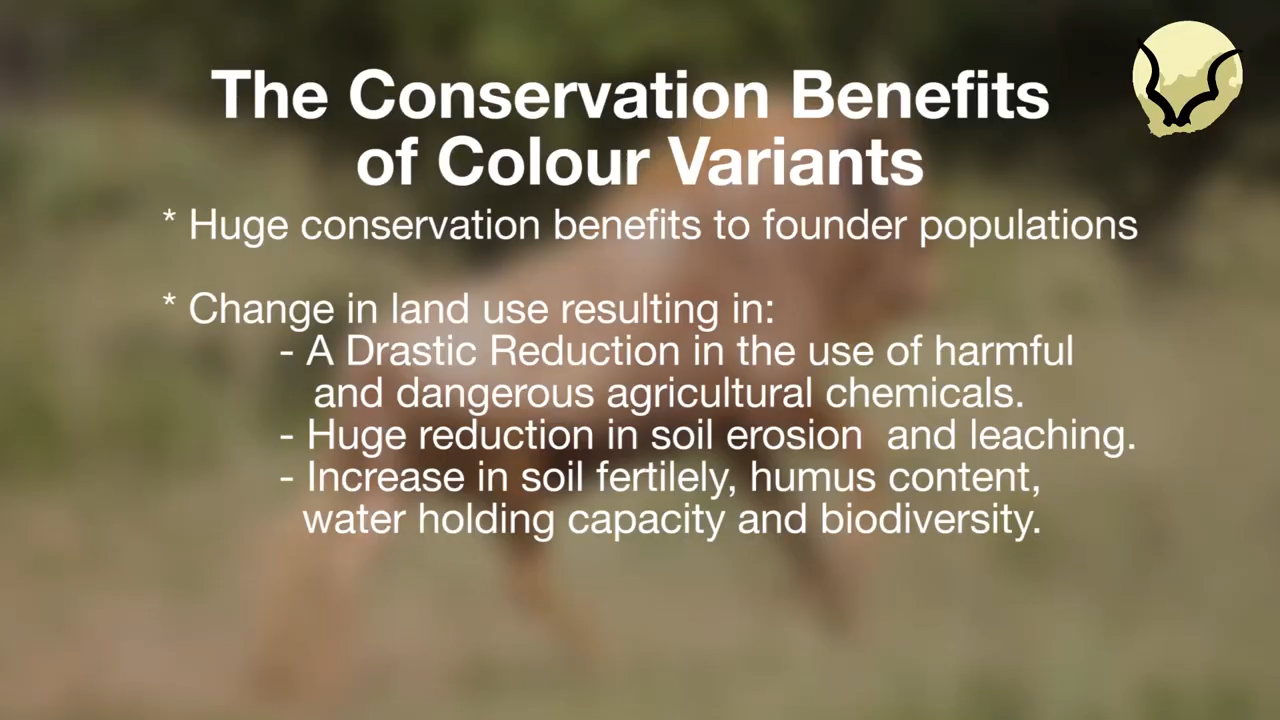 The Conservation Benefits
of Colour Variants
* Huge conservation benefits to founder populations
* Change in land use resulting in:
- A Drastic Reduction in the use of harmful
and dangerous agricultural chemicals.
- Huge reduction in soil erosion and leaching.
- Increase in soil fertilely, humus content,
water holding capacity and biodiversity.